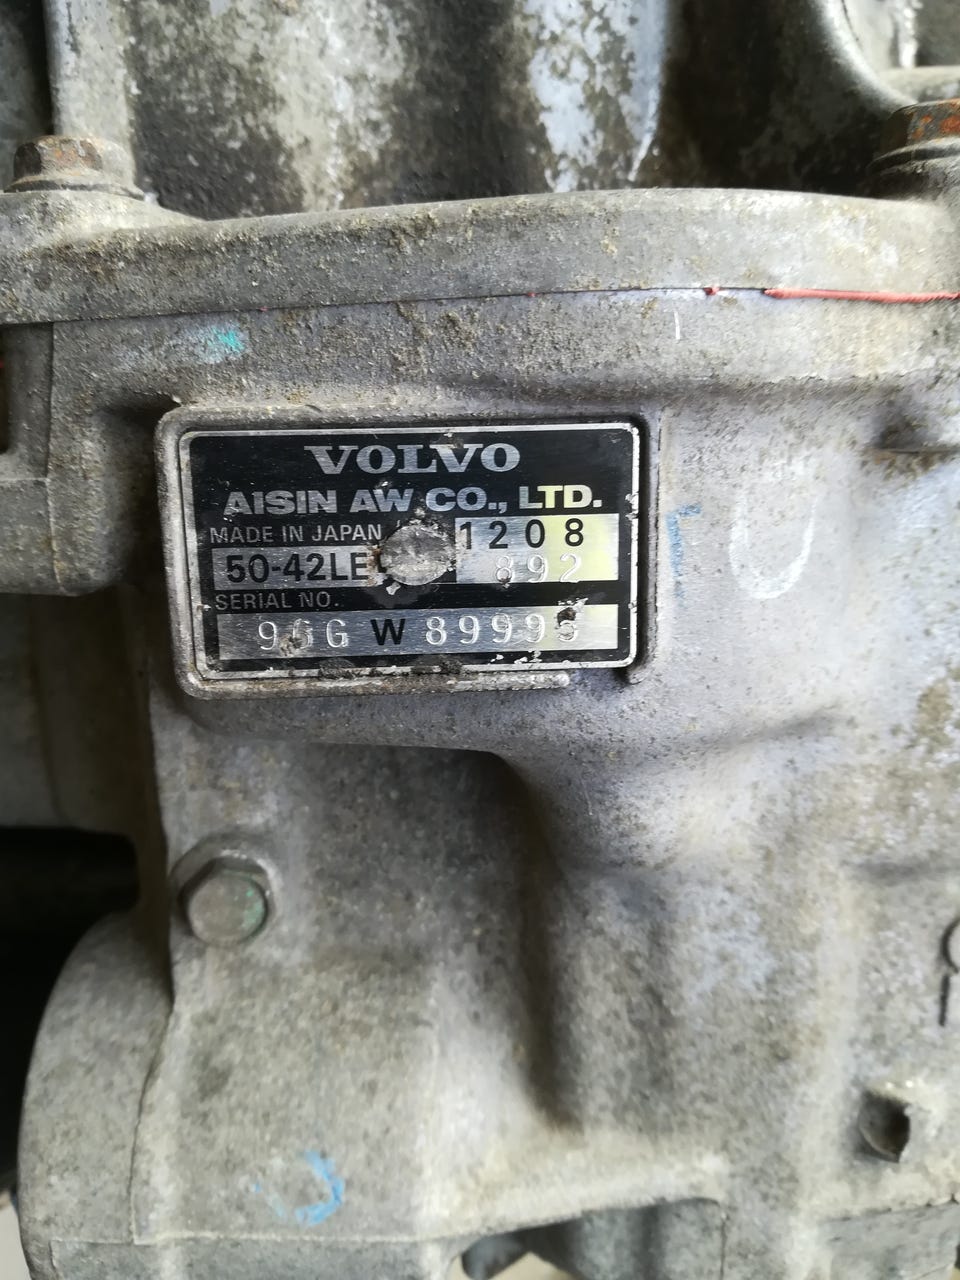 VOLVO
AISIN AW CO., LTD.
MADE IN JAPAN 1208
50-42LE 892
SERIAL NO.
W